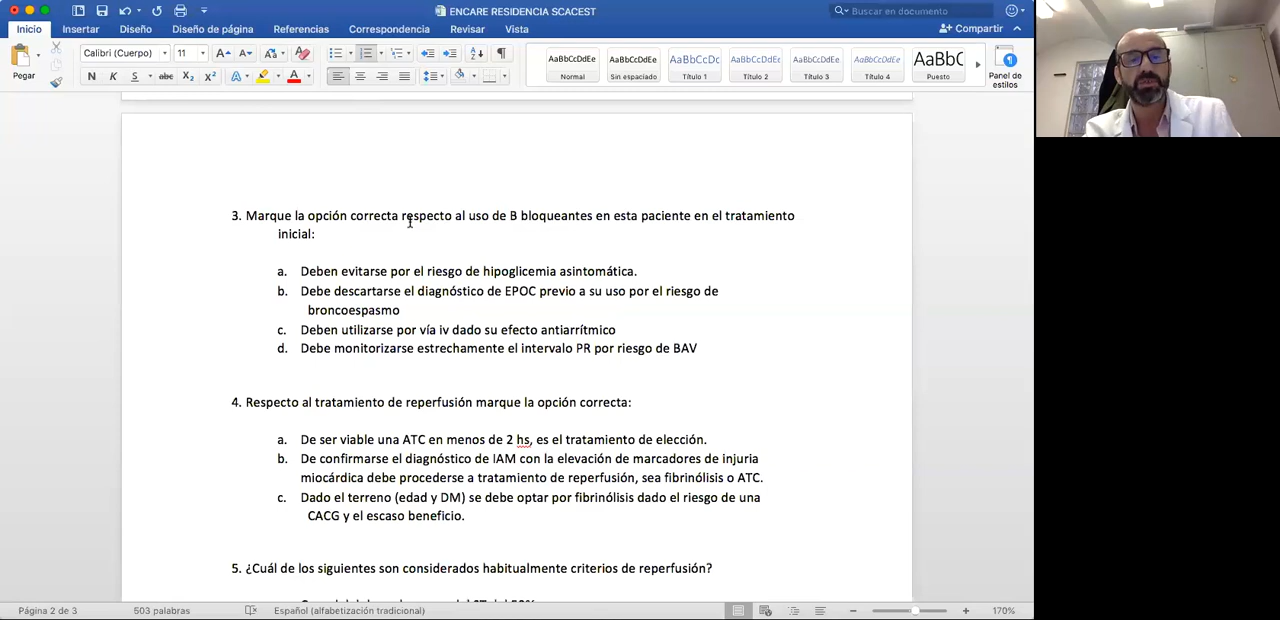 ENCARE RESIDENCIA SCACEST
Buscar en documento
Inicio Insertar Diseño Diseño de página Referencias Correspondencia Revisar Vista
Compartir
Pegar
Calibri (Cuerpo) 11
N K S abc X₂ X²
AaBbCcDdEe AaBbCcDdEe AaBbCcDc AaBbCcDdEe AaBbCcDdEe AaBbCcDdEe AaBbC
Normal Sin espaciado Título 1 Título 2 Título 3 Título 4 Puesto
Panel de
estilos
3. Marque la opción correcta respecto al uso de B bloqueantes en esta paciente en el tratamiento
inicial:
a. Deben evitarse por el riesgo de hipoglicemia asintomática.
b. Debe descartarse el diagnóstico de EPOC previo a su uso por el riesgo de
broncoespasmo
c. Deben utilizarse por vía iv dado su efecto antiarrítmico
d. Debe monitorizarse estrechamente el intervalo PR por riesgo de BAV
4. Respecto al tratamiento de reperfusión marque la opción correcta:
a. De ser viable una ATC en menos de 2 hs, es el tratamiento de elección.
b. De confirmarse el diagnóstico de IAM con la elevación de marcadores de injuria
miocárdica debe procederse a tratamiento de reperfusión, sea fibrinólisis o ATC.
c. Dado el terreno (edad y DM) se debe optar por fibrinólisis dado el riesgo de una
CACG y el escaso beneficio.
5. ¿Cuál de los siguientes son considerados habitualmente criterios de reperfusión?
Página 2 de 3 503 palabras Español (alfabetización tradicional) 170%